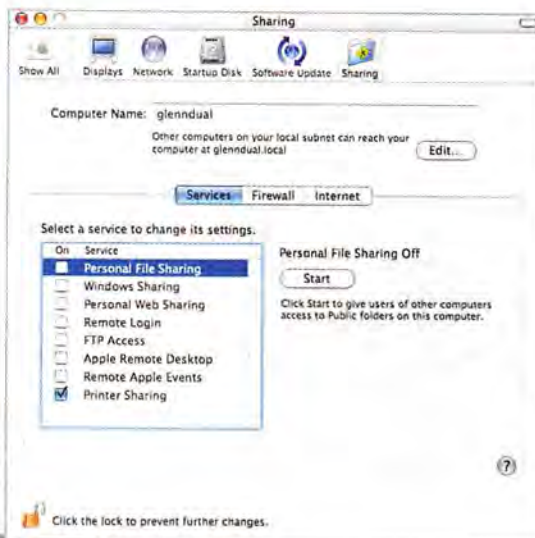 Sharing
Show All Displays Network Startup Disk Software Update Sharing
Computer Name: glenndual
Other computers on your local subnet can reach your
computer at glenndual.local
Edit...
Services Firewall Internet
Select a service to change its settings.
On Service
Personal File Sharing
Windows Sharing
Personal Web Sharing
Remote Login
FTP Access
Apple Remote Desktop
Remote Apple Events
Printer Sharing
Personal File Sharing Off
Start
Click Start to give users of other computers
access to Public folders on this computer.
?
Click the lock to prevent further changes.